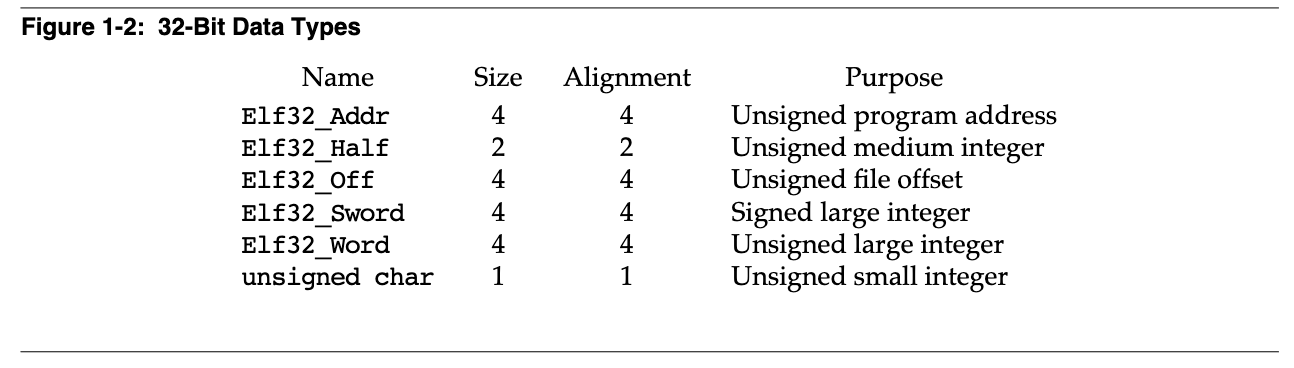 Figure 1-2: 32-Bit Data Types
Name Size Alignment Purpose
Elf32_Addr 4 4 Unsigned program address
Elf32_Half 2 2 Unsigned medium integer
Elf32_Off 4 4 Unsigned file offset
Elf32_Sword 4 4 Signed large integer
Elf32_Word 4 4 Unsigned large integer
unsigned char 1 1 Unsigned small integer